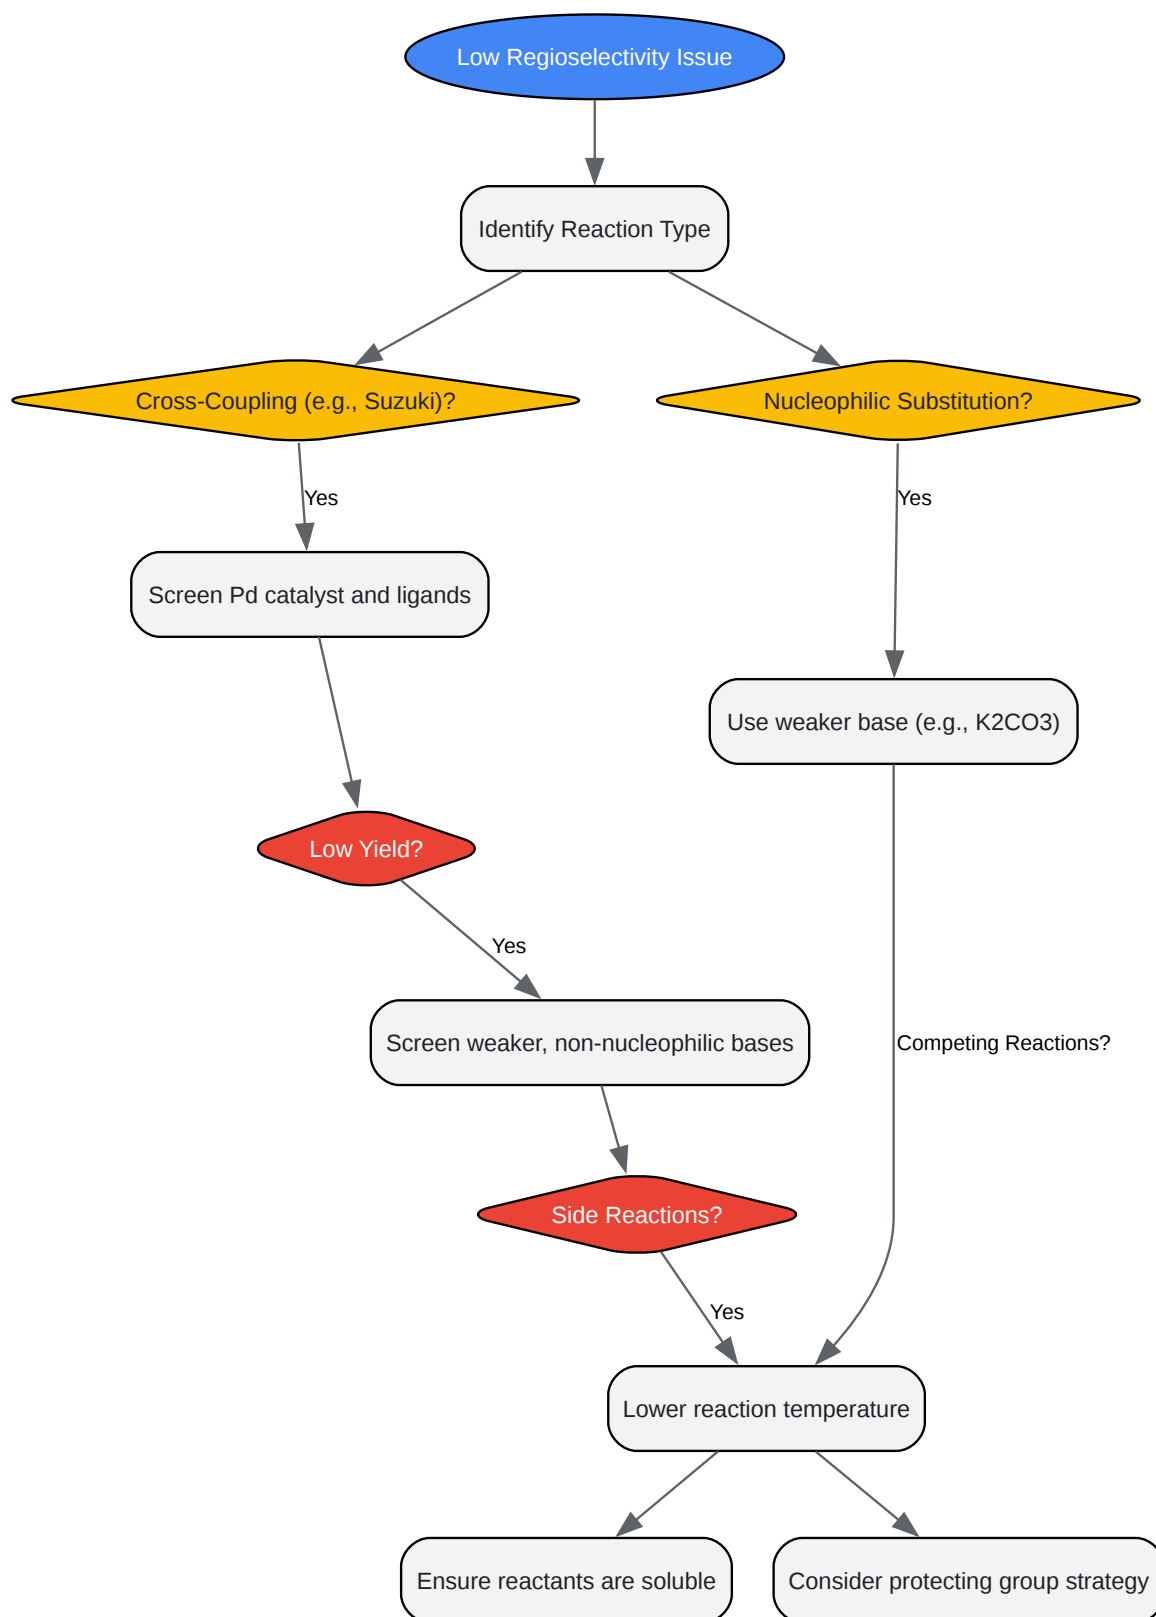 Low Regioselectivity Issue
Identify Reaction Type
Cross-Coupling (e.g., Suzuki)?
Nucleophilic Substitution?
Yes
Yes
Screen Pd catalyst and ligands
Use weaker base (e.g., K2CO3)
Low Yield?
Yes
Screen weaker, non-nucleophilic bases
Competing Reactions?
Side Reactions?
Yes
Lower reaction temperature
Ensure reactants are soluble
Consider protecting group strategy